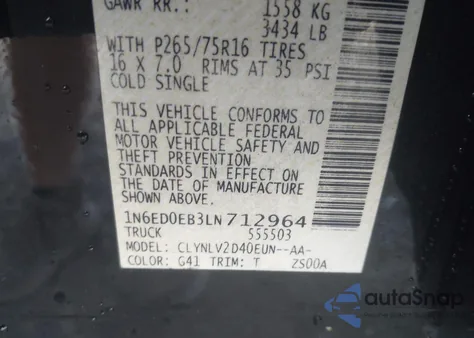 GAWR RR.: 1558 KG
3434 LB
WITH P265/75R16 TIRES
16 X 7.0 RIMS AT 35 PSI
COLD SINGLE
THIS VEHICLE CONFORMS TO
ALL APPLICABLE FEDERAL
MOTOR VEHICLE SAFETY AND
THEFT PREVENTION
STANDARDS IN EFFECT ON
THE DATE OF MANUFACTURE
SHOWN ABOVE.
1N6ED0EB3LN712964
TRUCK 555503
MODEL: CLYNLV2D40EUN--AA-
COLOR: G41 TRIM: T ZS00A
autaSnap